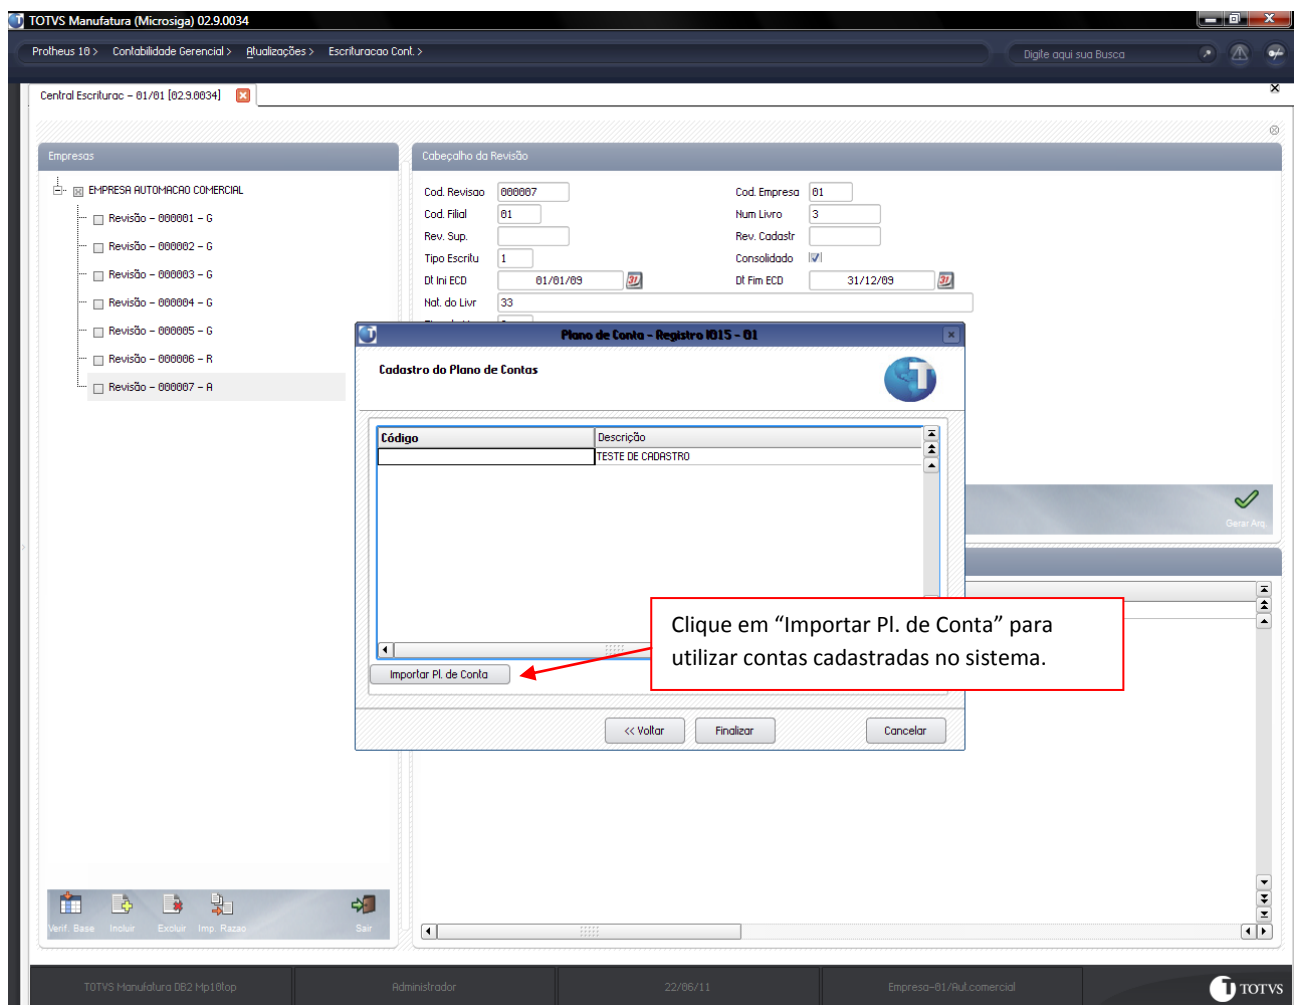 TOTVS Manufatura (Microsiga) 02.9.0034
Protheus 10 > Contabilidade Gerencial > Atualizações > Escrituracao Cont. >
Digite aqui sua Busca
Central Escriturac - 01/01 [02.9.0034]
Empresas
EMPRESA AUTOMACAO COMERCIAL
Revisão - 000001 - G
Revisão - 000002 - G
Revisão - 000003 - G
Revisão - 000004 - G
Revisão - 000005 - G
Revisão - 000006 - R
Revisão - 000007 - A
Cabeçalho da Revisão
Cod. Revisao 000007 Cod. Empresa 01
Cod. Filial 01 Num Livro 3
Rev. Sup. Rev. Cadastr
Tipo Escritu 1 Consolidado
Dt Ini ECD 01/01/09 Dt Fim ECD 31/12/09
Nat. do Livr 33
Plano de Conta - Registro I015 - 01
Cadastro do Plano de Contas
Código Descrição
TESTE DE CADASTRO
Clique em “Importar Pl. de Conta” para
utilizar contas cadastradas no sistema.
Importar Pl. de Conta
<< Voltar Finalizar Cancelar
Gerar Arq
Verif. Base Incluir Excluir Imp. Razao Sair
TOTVS Manufatura DB2 Mp10top Administrador 22/06/11 Empresa-01/Aut.comercial TOTVS